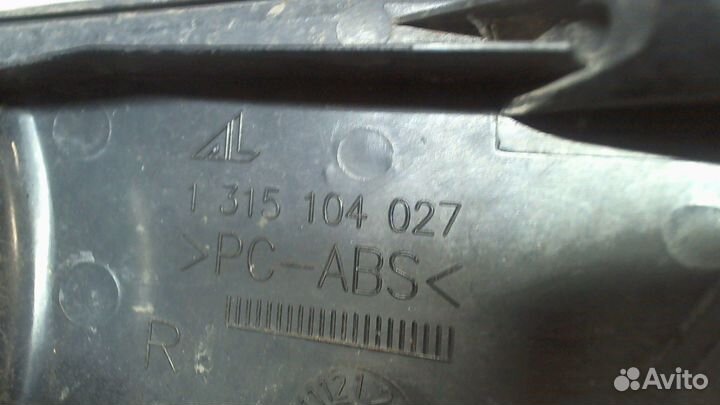 AL
1 315 104 027
>PC-ABS<
R
Avito